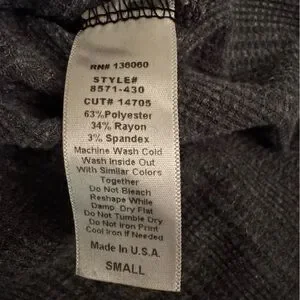 RN# 136060
STYLE#
8571-430
CUT# 14705
63%Polyester
34% Rayon
3% Spandex
Machine Wash Cold
Wash Inside Out
With Similar Colors
Together
Do Not Bleach
Reshape While
Damp, Dry Flat
Do Not Tumble Dry
Do Not Iron Print
Cool Iron if Needed
Made In U.S.A.
SMALL